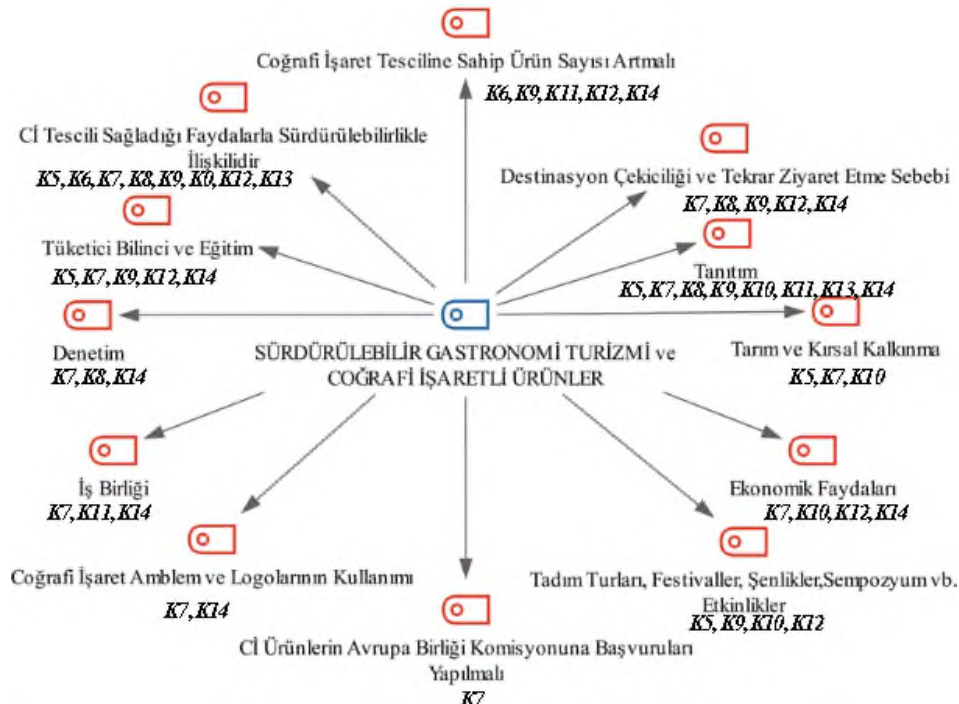 Coğrafi İşaret Tesciline Sahip Ürün Sayısı Artmalı
K6,K9,K11,K12,K14
Cİ Tescili Sağladığı Faydalarla Sürdürülebilirlikle
İlişkilidir
K5,K6,K7,K8,K9,K0,K12,K13
Destinasyon Çekiciliği ve Tekrar Ziyaret Etme Sebebi
K7,K8,K9,K12,K14
Tüketici Bilinci ve Eğitim
K5,K7,K9,K12,K14
Tanıtım
K5,K7,K8,K9,K10,K11,K13,K14
Denetim
K7,K8,K14
SÜRDÜRÜLEBİLİR GASTRONOMİ TURİZMİ ve
COĞRAFİ İŞARETLİ ÜRÜNLER
Tarım ve Kırsal Kalkınma
K5,K7,K10
İş Birliği
K7,K11,K14
Ekonomik Faydaları
K7,K10,K12,K14
Coğrafi İşaret Amblem ve Logolarının Kullanımı
K7,K14
Tadım Turları, Festivaller, Şenlikler,Sempozyum vb.
Etkinlikler
K5,K9,K10,K12
Cİ Ürünlerin Avrupa Birliği Komisyonuna Başvuruları
Yapılmalı
K7